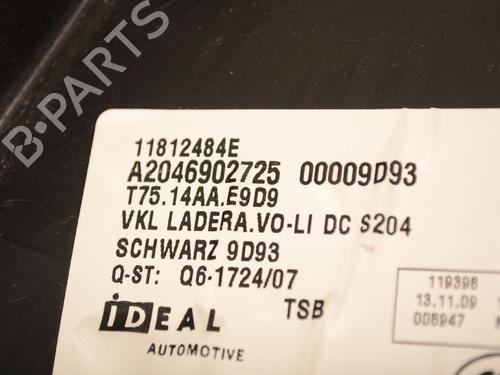 B-PARTS
11812484E
A2046902725 00009D93
T75.14AA.E9D9
VKL LADERA.VO-LI DC S204
SCHWARZ 9D93
Q-ST: Q6-1724/07
iDEAL TSB
AUTOMOTIVE
119398
13.11.09
008947